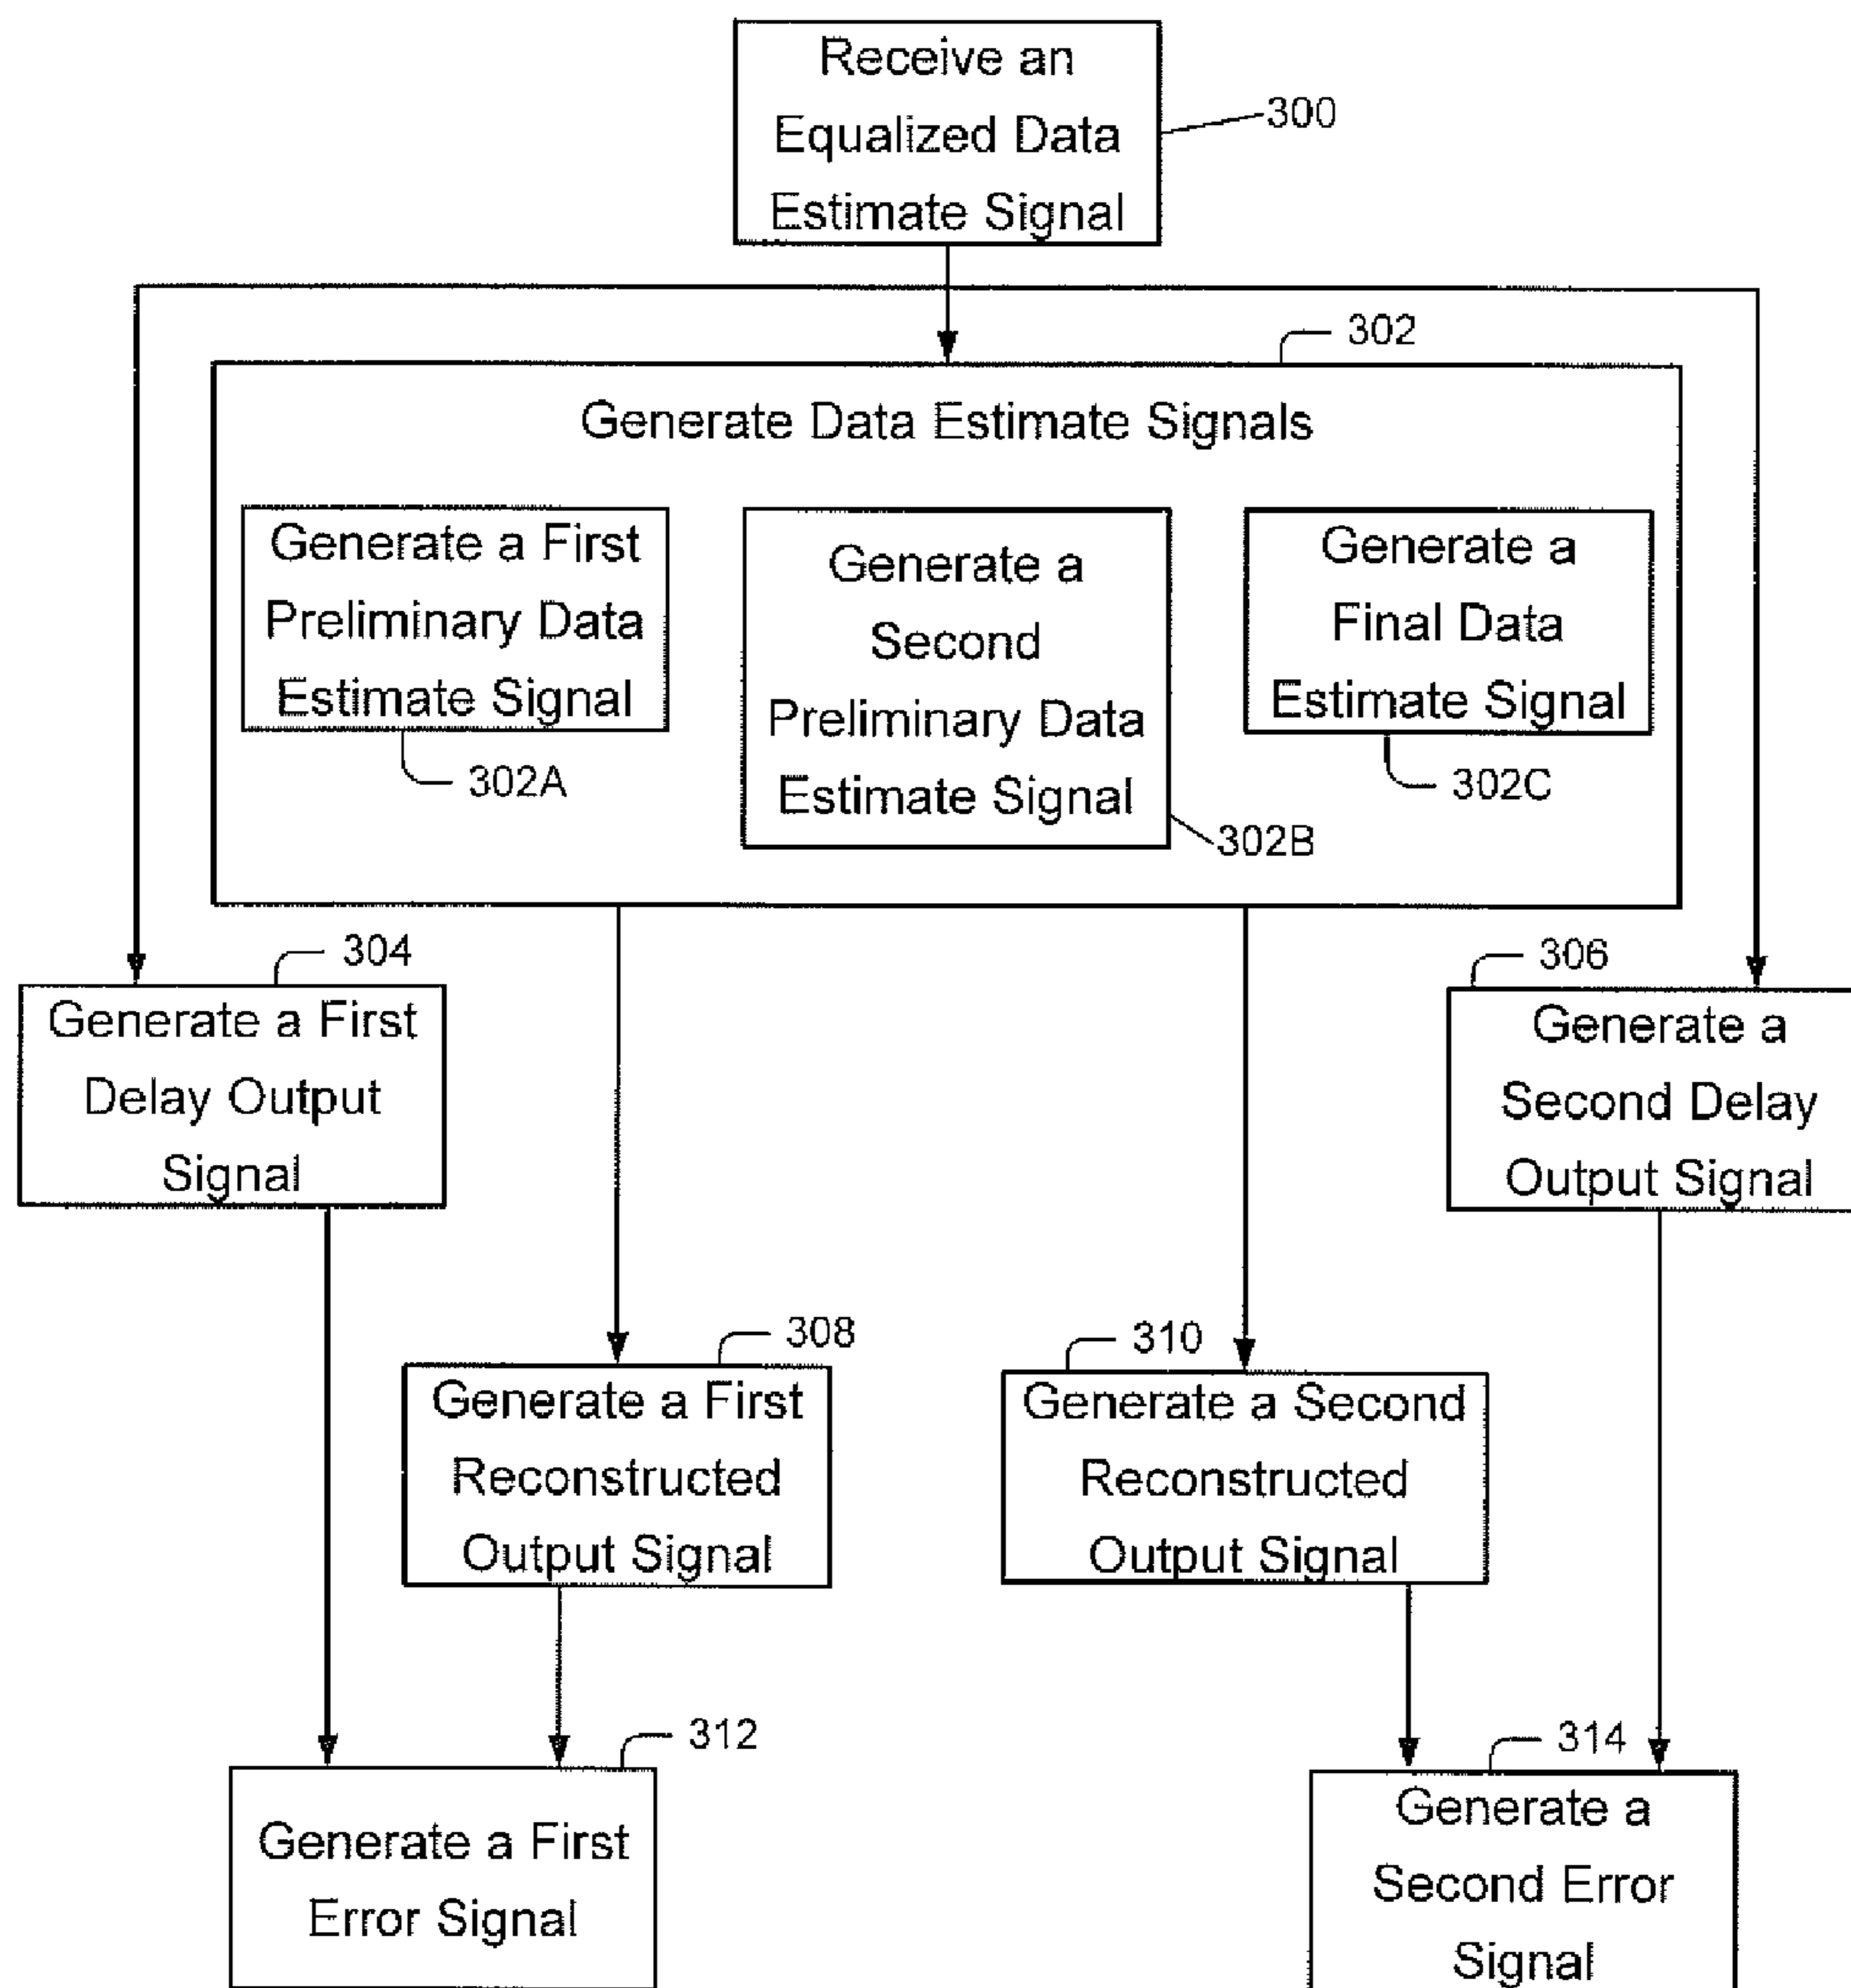 Receive an
Equalized Data
Estimate Signal
300
302
Generate Data Estimate Signals
Generate a First
Preliminary Data
Estimate Signal
302A
Generate a
Second
Preliminary Data
Estimate Signal
302B
Generate a
Final Data
Estimate Signal
302C
304
Generate a First
Delay Output
Signal
306
Generate a
Second Delay
Output Signal
308
Generate a First
Reconstructed
Output Signal
310
Generate a Second
Reconstructed
Output Signal
312
Generate a First
Error Signal
314
Generate a
Second Error
Signal